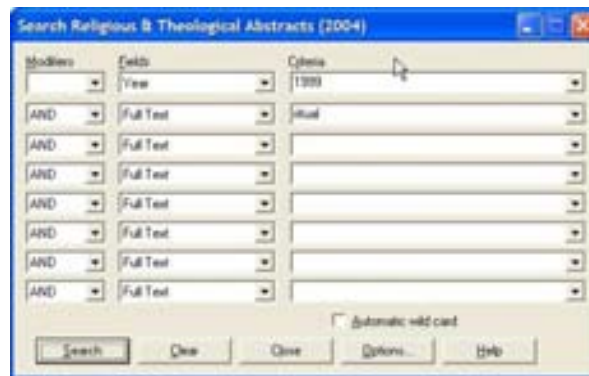 Search Religious & Theological Abstracts (2004)
Modifiers Fields Criteria
Year 1999
AND Full Text ritual
AND Full Text
AND Full Text
AND Full Text
AND Full Text
AND Full Text
AND Full Text
Automatic wild card
Search Clear Close Options... Help